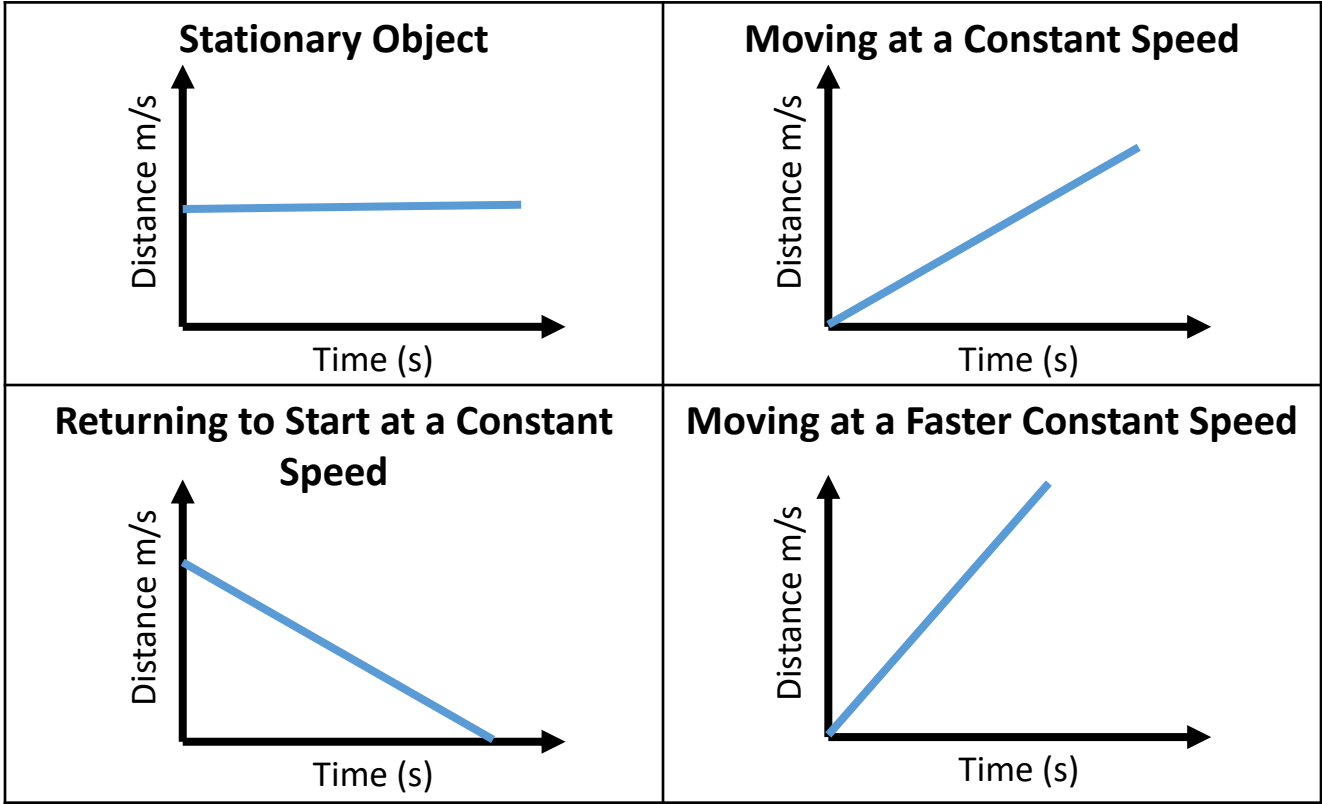 Stationary Object
Distance m/s
Time (s)
Moving at a Constant Speed
Distance m/s
Time (s)
Returning to Start at a Constant
Speed
Distance m/s
Time (s)
Moving at a Faster Constant Speed
Distance m/s
Time (s)